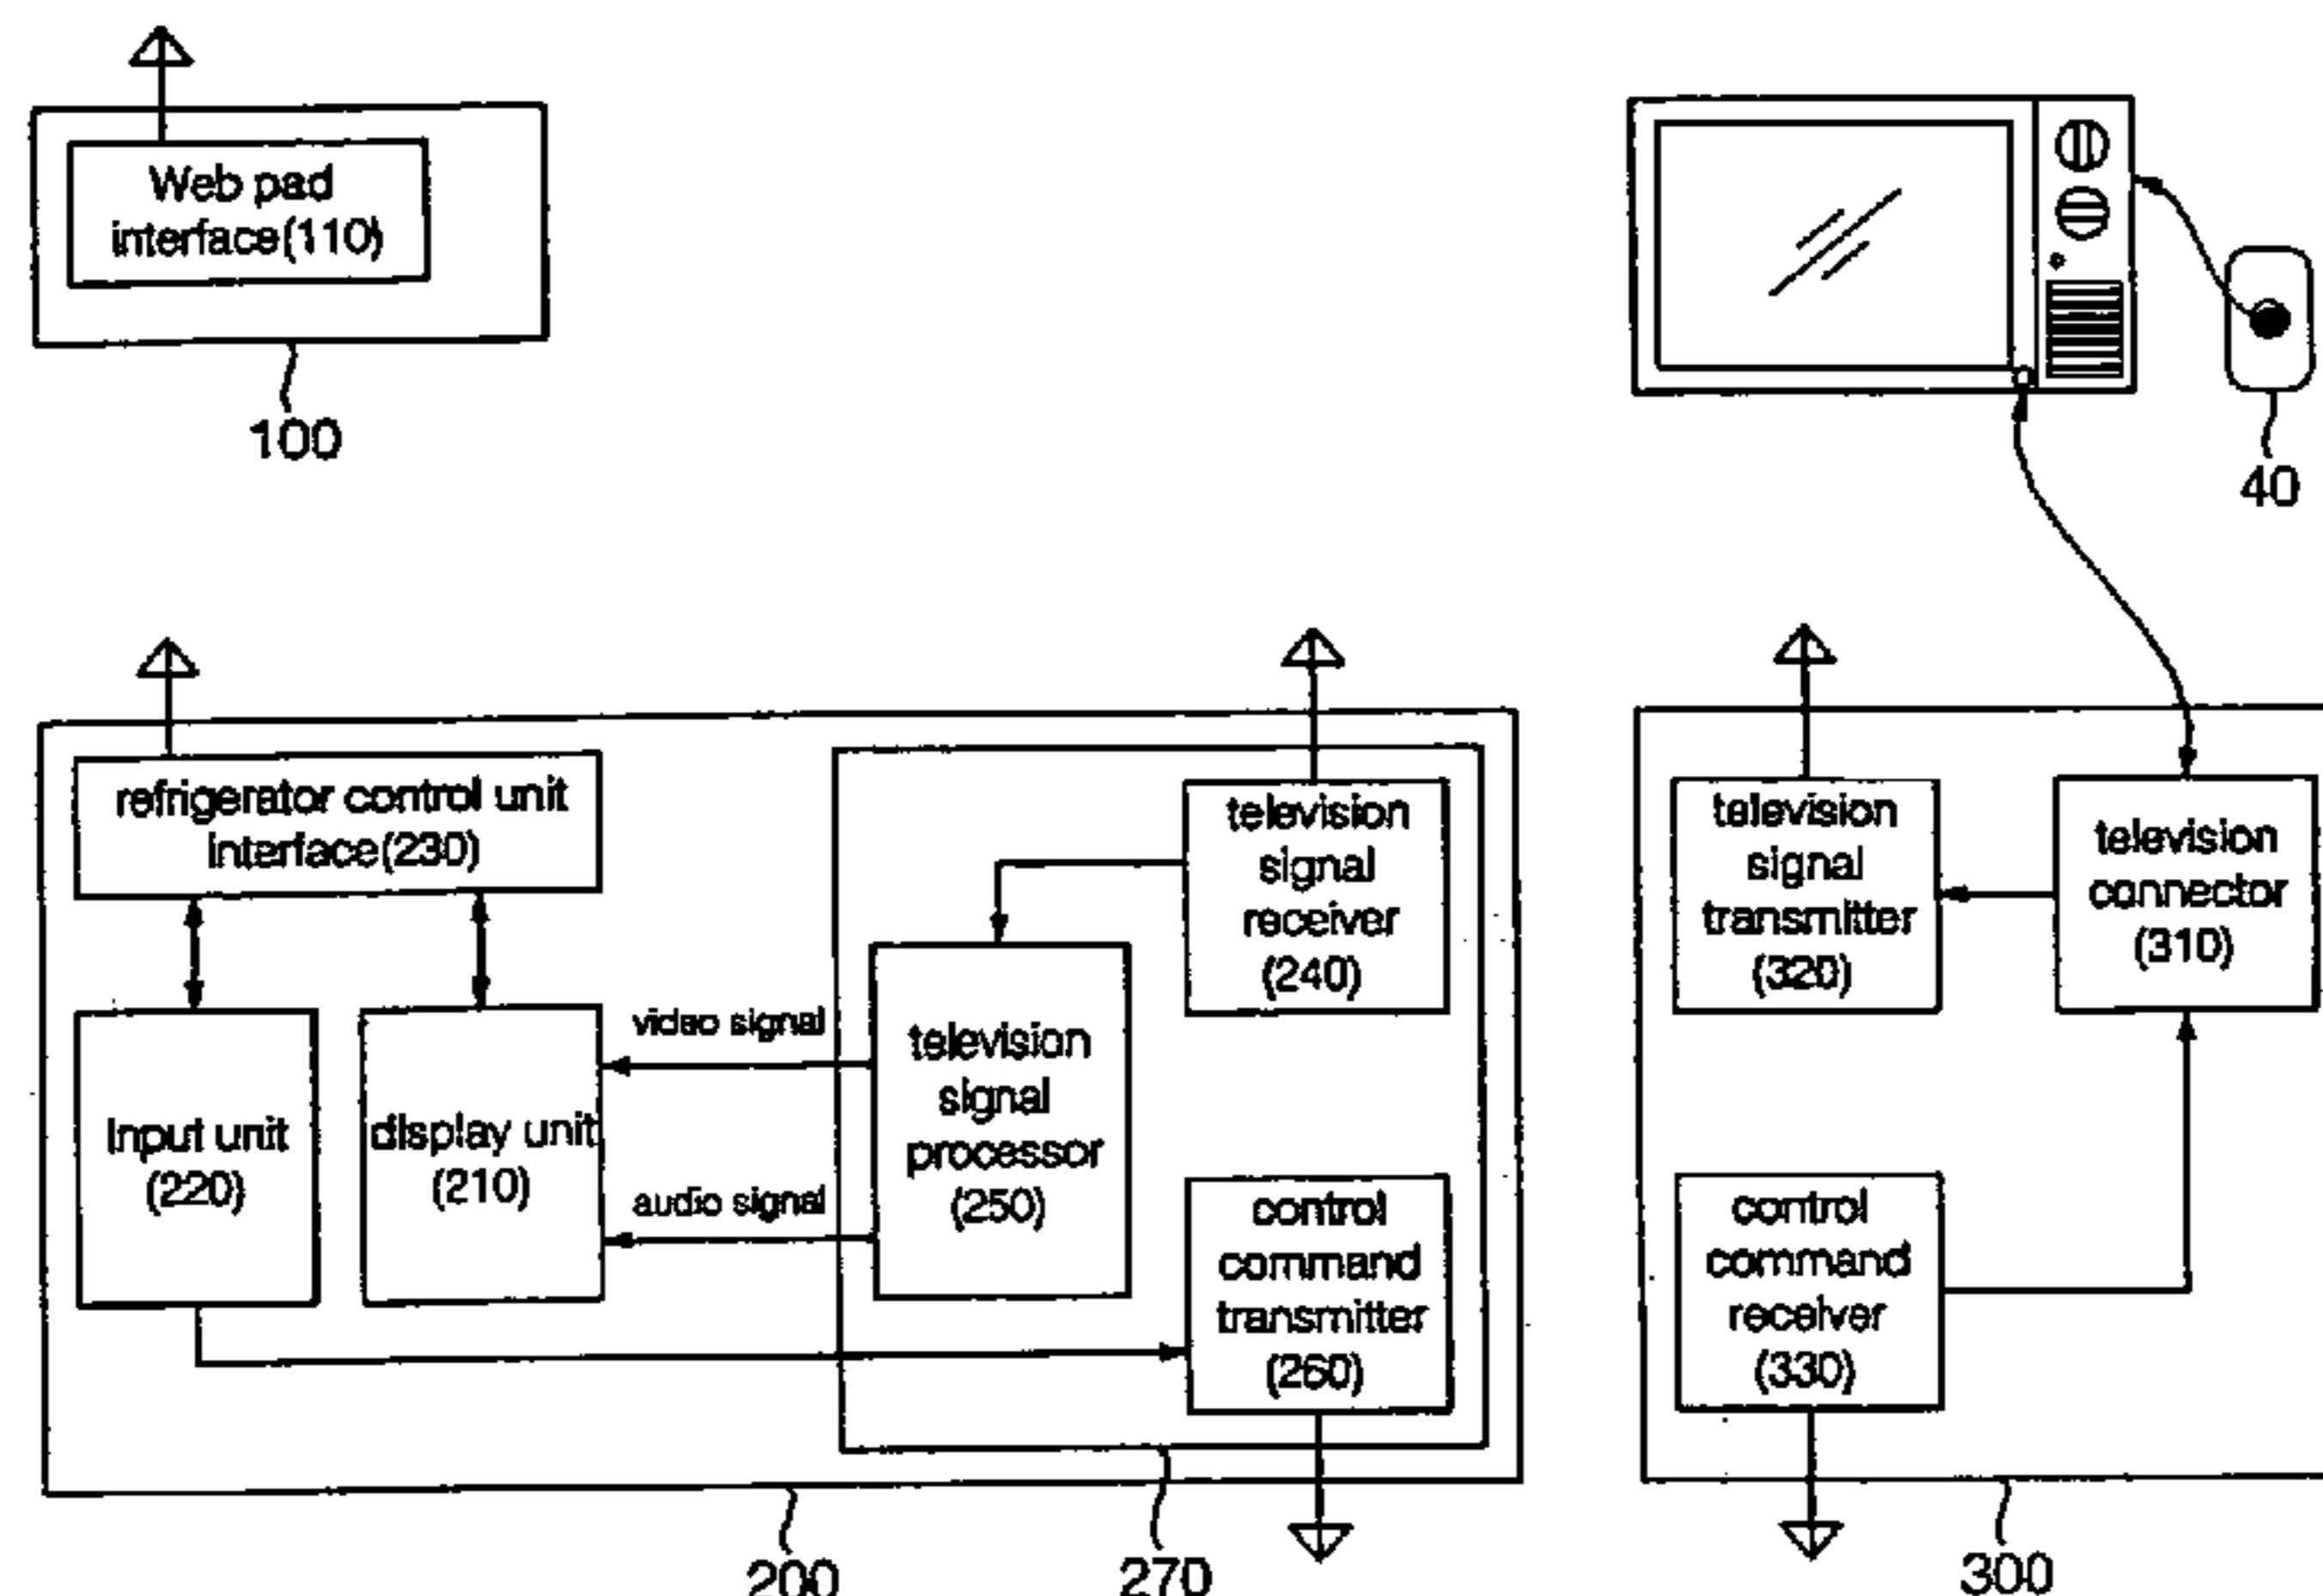 Web pad
interface(110)
100
40
refrigerator control unit
interface(230)
television
signal
receiver
(240)
television
signal
transmitter
(320)
television
connector
(310)
input unit
(220)
display unit
(210)
video signal
audio signal
television
signal
processor
(250)
control
command
transmitter
(260)
control
command
receiver
(330)
200
270
300